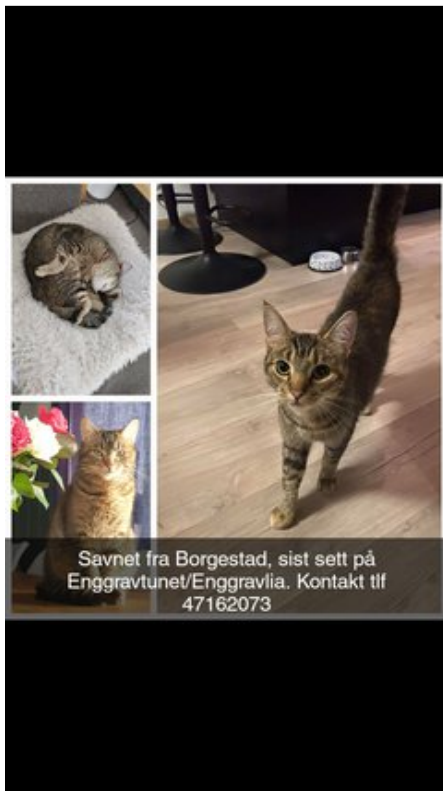 Savnet fra Borgestad, sist sett på
Enggravtunet/Enggravlia. Kontakt tlf
47162073